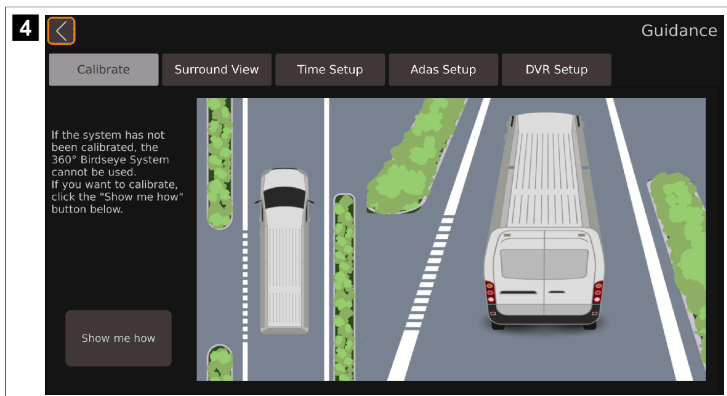 4
Guidance
Calibrate Surround View Time Setup Adas Setup DVR Setup
If the system has not
been calibrated, the
360° Birdseye System
cannot be used.
If you want to calibrate,
click the "Show me how"
button below.
Show me how